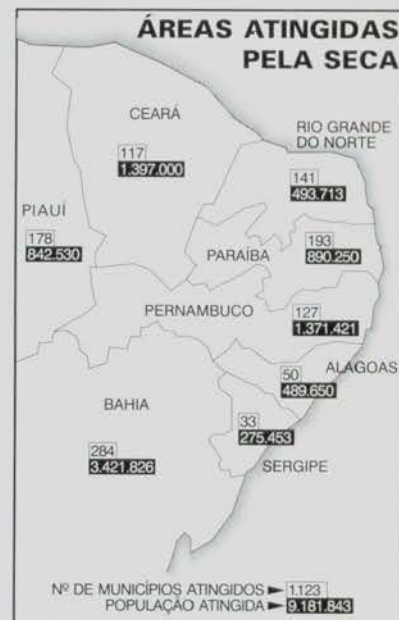 ÁREAS ATINGIDAS
PELA SECA
CEARÁ
117
1.397.000
RIO GRANDE
DO NORTE
141
493.713
PIAUÍ
178
842.530
PARAÍBA
193
890.250
PERNAMBUCO
127
1.371.421
ALAGOAS
50
489.650
BAHIA
284
3.421.826
33
275.453
SERGIPE
Nº DE MUNICÍPIOS ATINGIDOS ► 1.123
POPULAÇÃO ATINGIDA ► 9.181.843